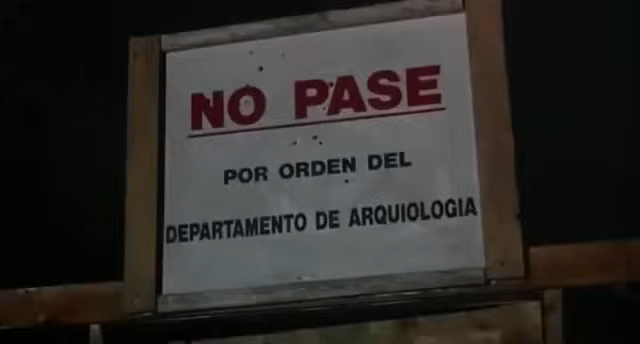 NO PASE
POR ORDEN DEL
DEPARTAMENTO DE ARQUIOLOGIA